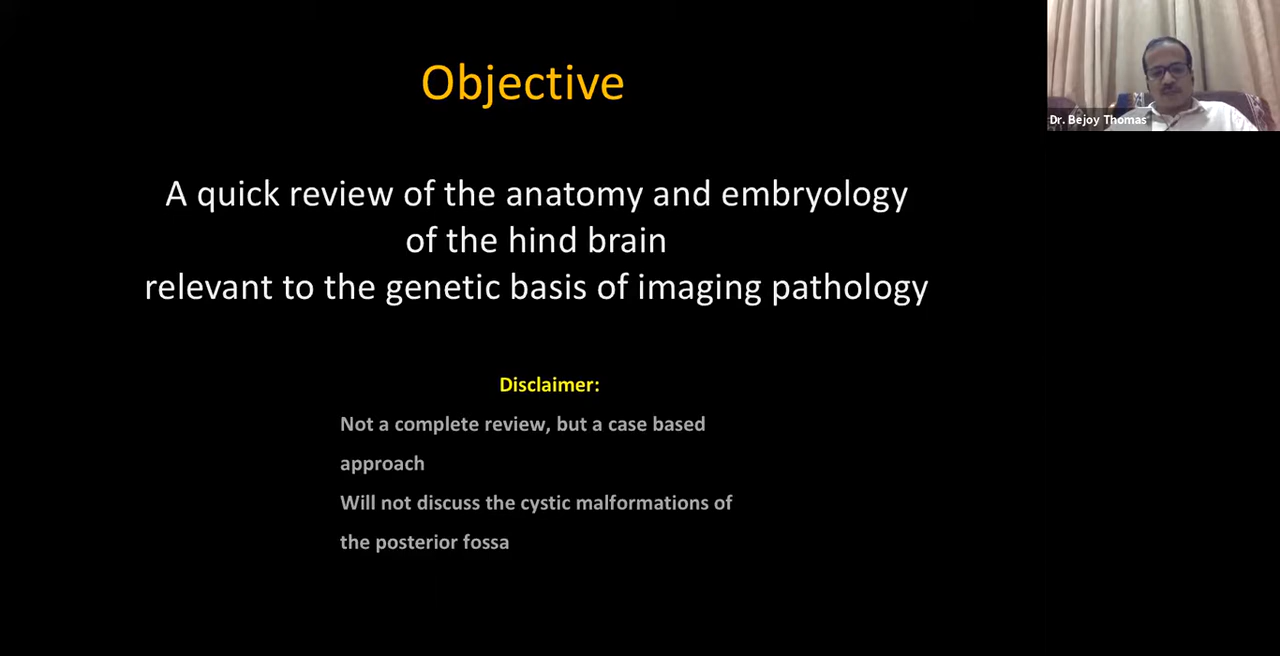 Objective
Dr. Bejoy Thomas
A quick review of the anatomy and embryology
of the hind brain
relevant to the genetic basis of imaging pathology
Disclaimer:
Not a complete review, but a case based
approach
Will not discuss the cystic malformations of
the posterior fossa